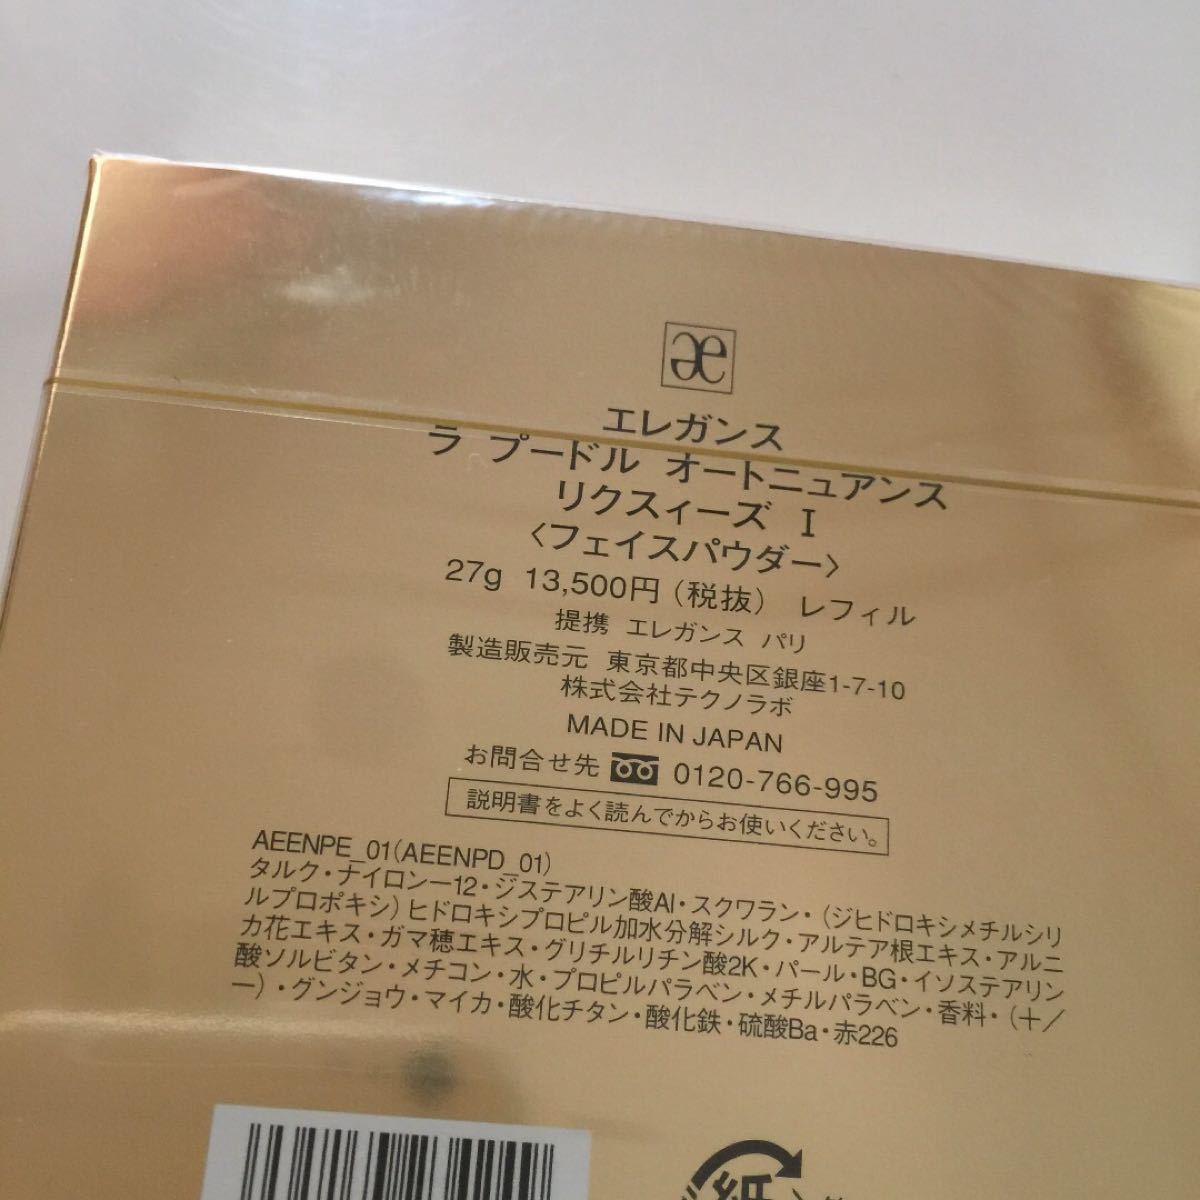 æ
エレガンス
ラ プードル オートニュアンス
リクスィーズ I
〈フェイスパウダー〉
27g 13,500円（税抜） レフィル
提携 エレガンス パリ
製造販売元 東京都中央区銀座1-7-10
株式会社テクノラボ
MADE IN JAPAN
お問合せ先 0120-766-995
説明書をよく読んでからお使いください。
AEENPE_01(AEENPD_01)
タルク・ナイロン－12・ジステアリン酸Al・スクワラン・（ジヒドロキシメチルシリ
ルプロポキシ）ヒドロキシプロピル加水分解シルク・アルテア根エキス・アルニ
カ花エキス・ガマ穂エキス・グリチルリチン酸2K・パール・BG・イソステアリン
酸ソルビタン・メチコン・水・プロピルパラベン・メチルパラベン・香料・（＋／
－）・グンジョウ・マイカ・酸化チタン・酸化鉄・硫酸Ba・赤226
紙